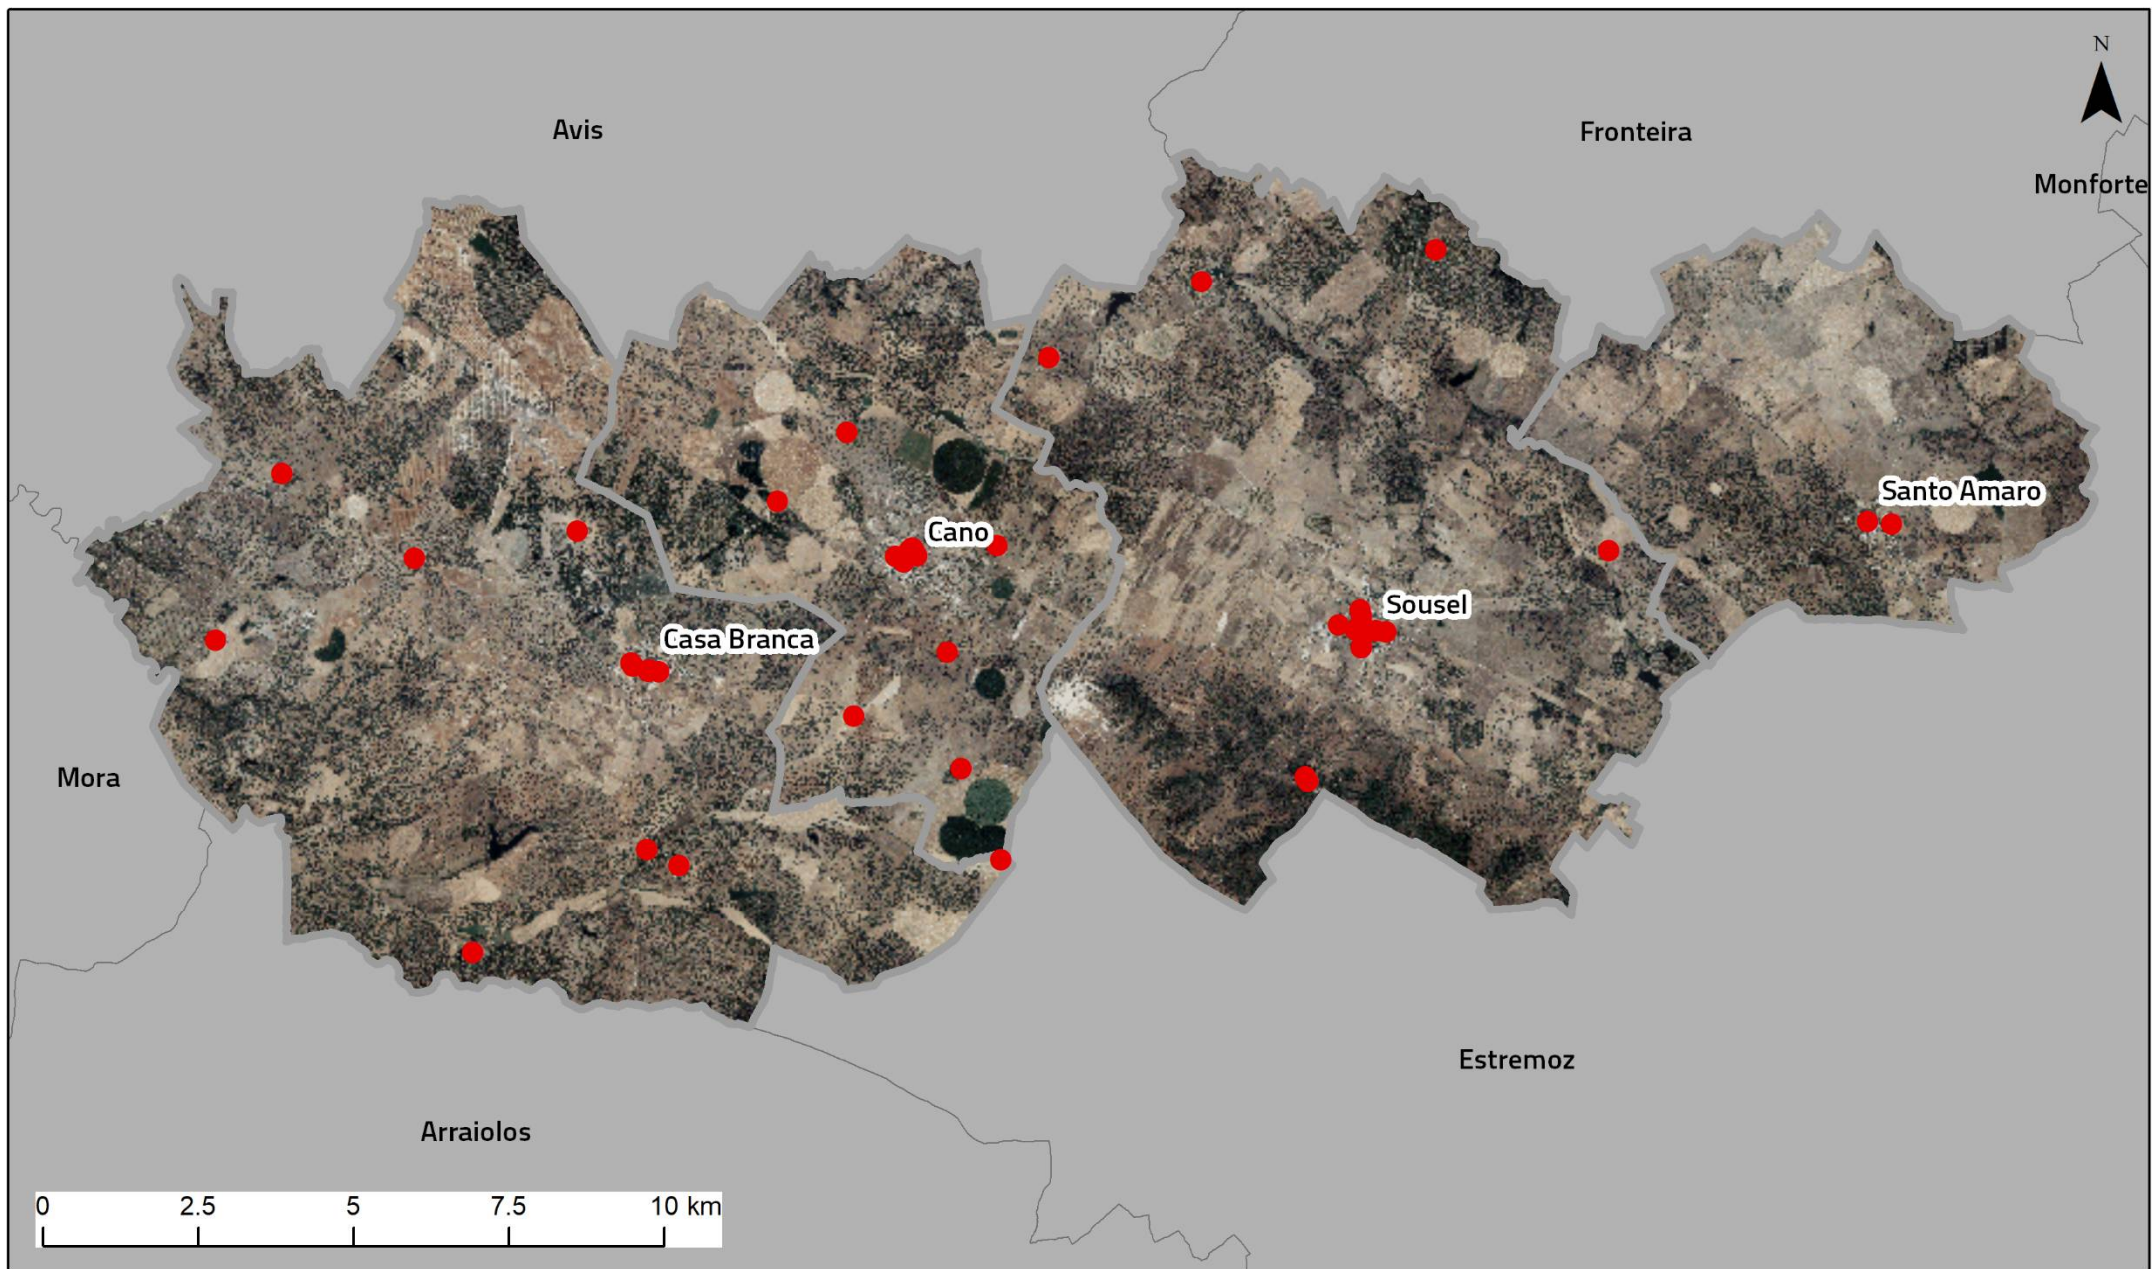 N
Avis
Fronteira
Monforte
Santo Amaro
Cano
Sousel
Casa Branca
Mora
Estremoz
Arraiolos
0 2.5 5 7.5 10 km